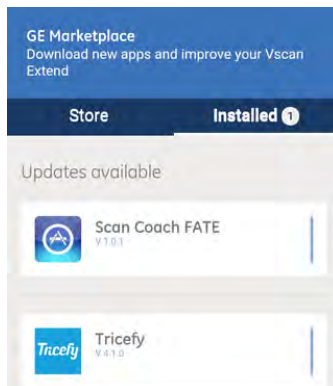 GE Marketplace
Download new apps and improve your Vscan
Extend
Store Installed 1
Updates available
Scan Coach FATE
V 1.0.1
Tricefy
Tricefy
V 4.1.0